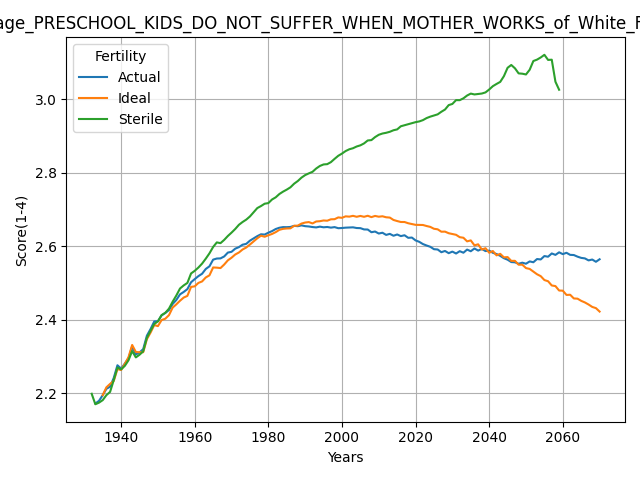 age_PRESCHOOL_KIDS_DO_NOT_SUFFER_WHEN_MOTHER_WORKS_of_White_F
Fertility
Actual
Ideal
Sterile
Score(1-4)
3.0
2.8
2.6
2.4
2.2
1940 1960 1980 2000 2020 2040 2060
Years